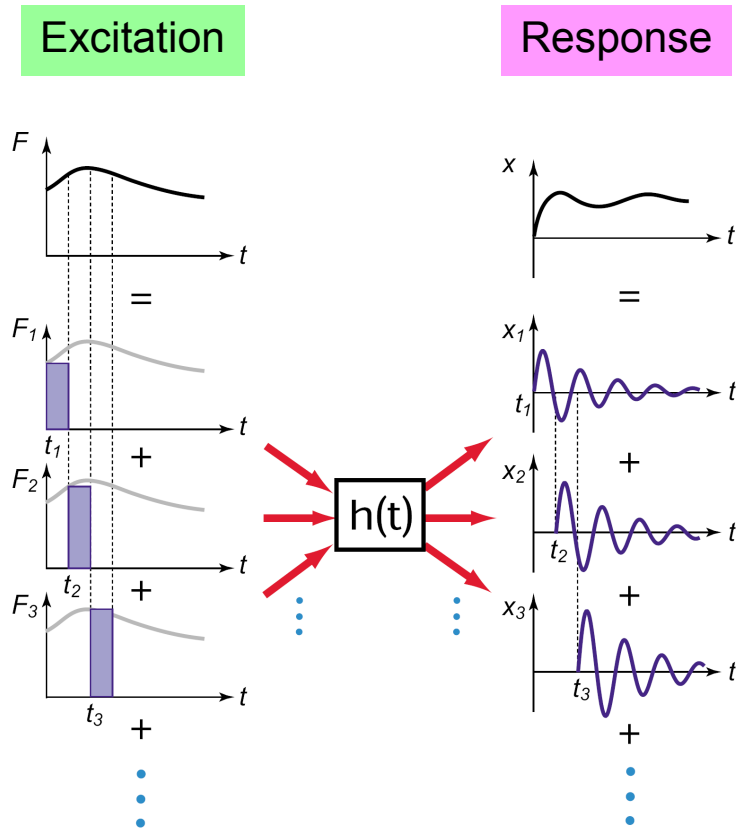 Excitation
Response
F
t
=
F1
t1
+
F2
t2
+
F3
t
t3
+
h(t)
x
t
=
x1
t1
t
+
x2
t2
t
+
x3
t3
t
+